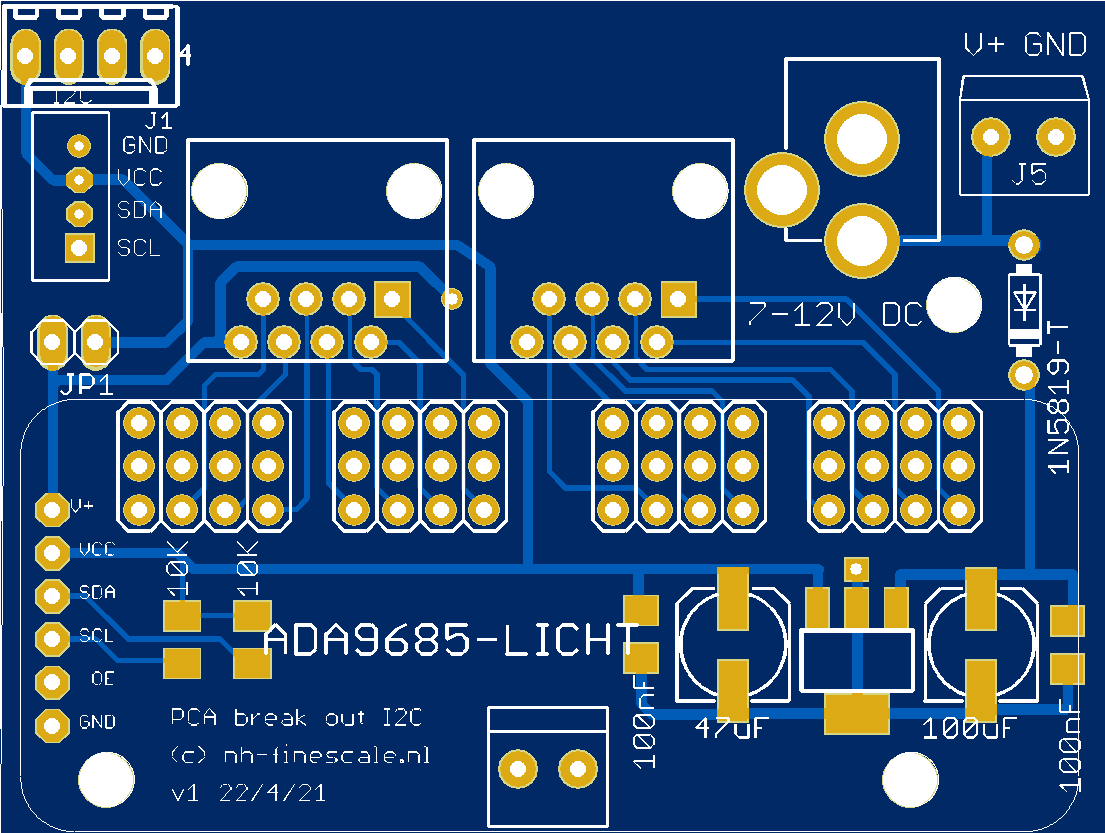 4
I2C
J1
GND
VCC
SDA
SCL
V+ GND
J5
7-12V DC
1N5819-T
JP1
V+
VCC
SDA
SCL
OE
GND
10K
10K
ADA9685-LICHT
100nF
47uF
100uF
100nF
PCA break out I2C
(c) nh-finescale.nl
v1 22/4/21